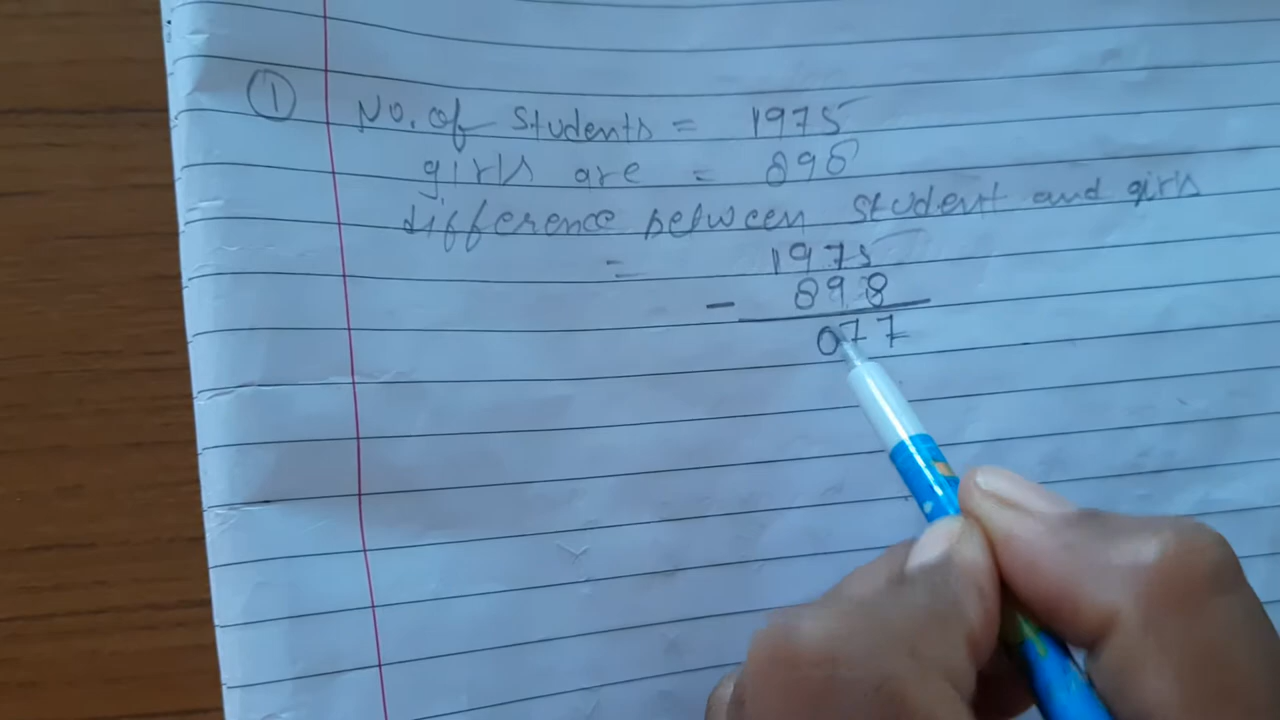 ① No. of students = 1975
girls are = 898
difference between student and girls
= 1975
- 898
077